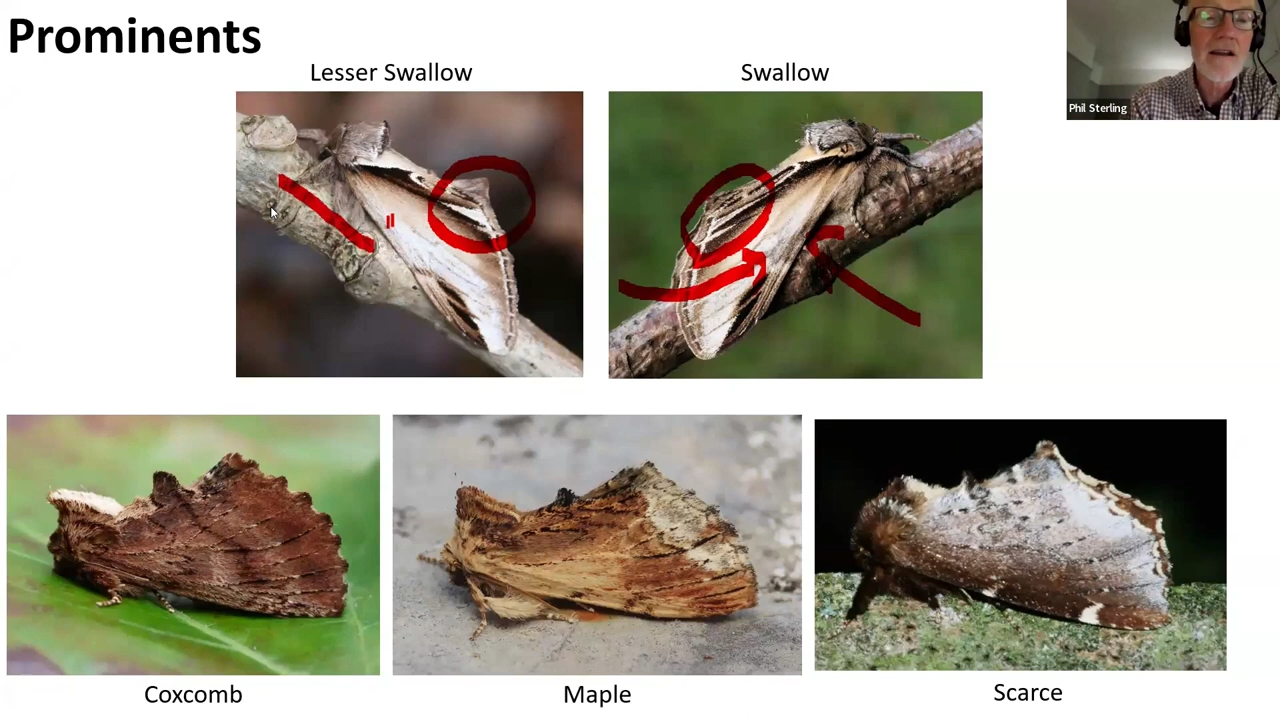 Prominents
Lesser Swallow
Swallow
Phil Sterling
Coxcomb
Maple
Scarce